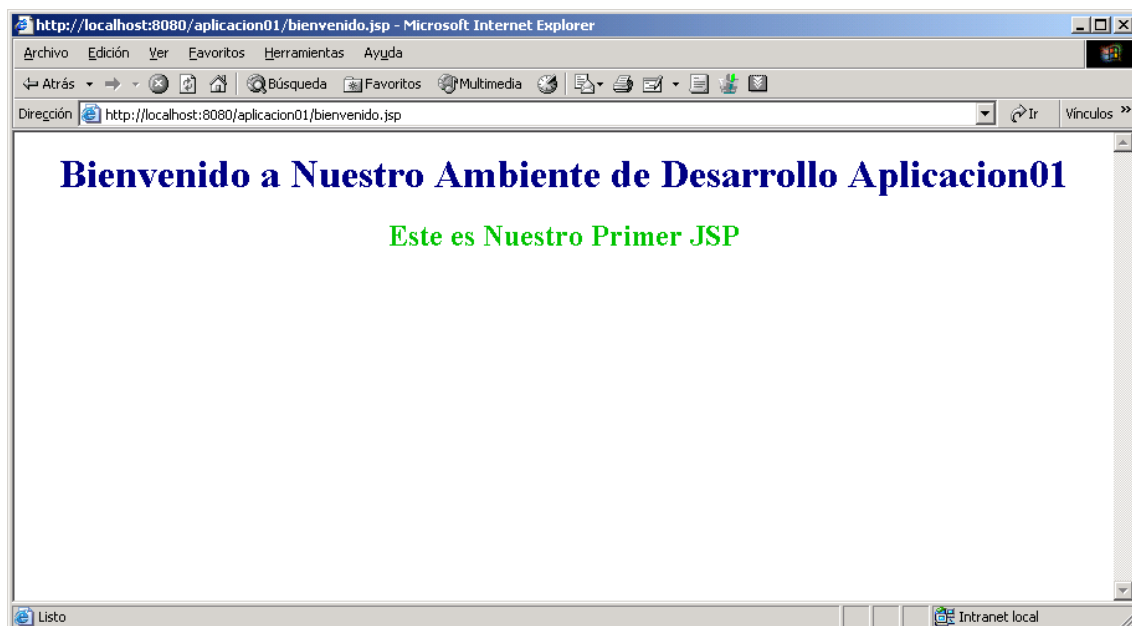 http://localhost:8080/aplicacion01/bienvenido.jsp - Microsoft Internet Explorer
Archivo Edición Ver Favoritos Herramientas Ayuda
Atrás Búsqueda Favoritos Multimedia
Dirección http://localhost:8080/aplicacion01/bienvenido.jsp Ir Vínculos »
Bienvenido a Nuestro Ambiente de Desarrollo Aplicacion01
Este es Nuestro Primer JSP
Listo Intranet local